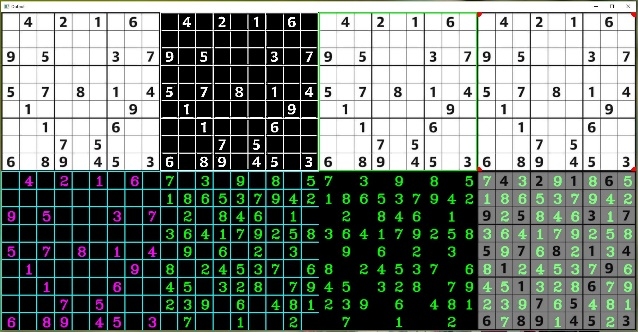 Output
4 2 1 6 4 2 1 6 4 2 1 6 4 2 1 6
9 5 3 7 9 5 3 7 9 5 3 7 9 5 3 7
5 7 8 1 4 5 7 8 1 4 5 7 8 1 4 5 7 8 1 4
1 9 1 9 1 9 1 9
1 6 1 6 1 6 1 6
7 5 7 5 7 5 7 5
6 8 9 4 5 3 6 8 9 4 5 3 6 8 9 4 5 3 6 8 9 4 5 3
4 2 1 6 7 3 9 8 5 7 3 9 8 5 7 4 3 2 9 1 8 6 5
1 8 6 5 3 7 9 4 2 1 8 6 5 3 7 9 4 2 1 8 6 5 3 7 9 4 2
9 5 3 7 2 8 4 6 1 2 8 4 6 1 9 2 5 8 4 6 3 1 7
3 6 4 1 7 9 2 5 8 3 6 4 1 7 9 2 5 8 3 6 4 1 7 9 2 5 8
5 7 8 1 4 9 6 2 3 9 6 2 3 5 9 7 6 8 2 1 3 4
1 9 8 2 4 5 3 7 6 8 2 4 5 3 7 6 8 1 2 4 5 3 7 9 6
1 6 4 5 3 2 8 7 9 4 5 3 2 8 7 9 4 5 1 3 2 8 6 7 9
7 5 2 3 9 6 4 8 1 2 3 9 6 4 8 1 2 3 9 7 6 5 4 8 1
6 8 9 4 5 3 7 1 2 7 1 2 6 7 8 9 1 4 5 2 3